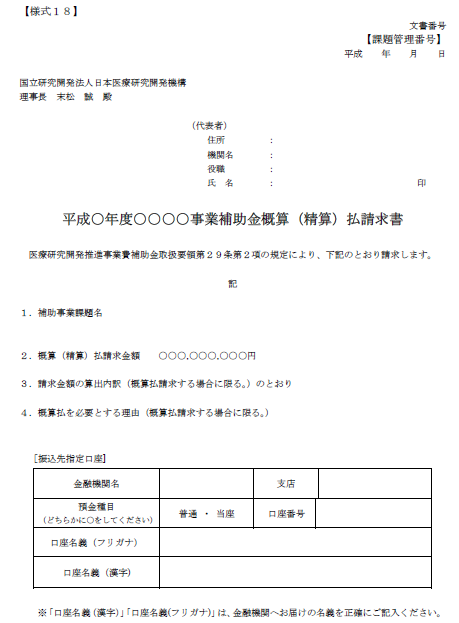 【様式１８】
文書番号
【課題管理番号】
平成　　年　　月　　日
国立研究開発法人日本医療研究開発機構
理事長　末松　誠　殿
（代表者）
住所　　　　：
機関名　　　：
役職　　　　：
氏　名　　　：　　　　　　　　　　　　　　　印
平成〇年度〇〇〇〇事業補助金概算（精算）払請求書
医療研究開発推進事業費補助金取扱要領第２９条第２項の規定により、下記のとおり請求します。
記
１．補助事業課題名
２．概算（精算）払請求金額　　〇〇〇,〇〇〇,〇〇〇円
３．請求金額の算出内訳（概算払請求する場合に限る。）のとおり
４．概算払を必要とする理由（概算払請求する場合に限る。）
［振込先指定口座］
金融機関名　　支店
預金種目
（どちらかに〇をしてください）　普通 ・ 当座　口座番号
口座名義（フリガナ）
口座名義（漢字）
※「口座名義（漢字）」「口座名義(フリガナ)」は、金融機関へお届けの名義を正確にご記入ください。